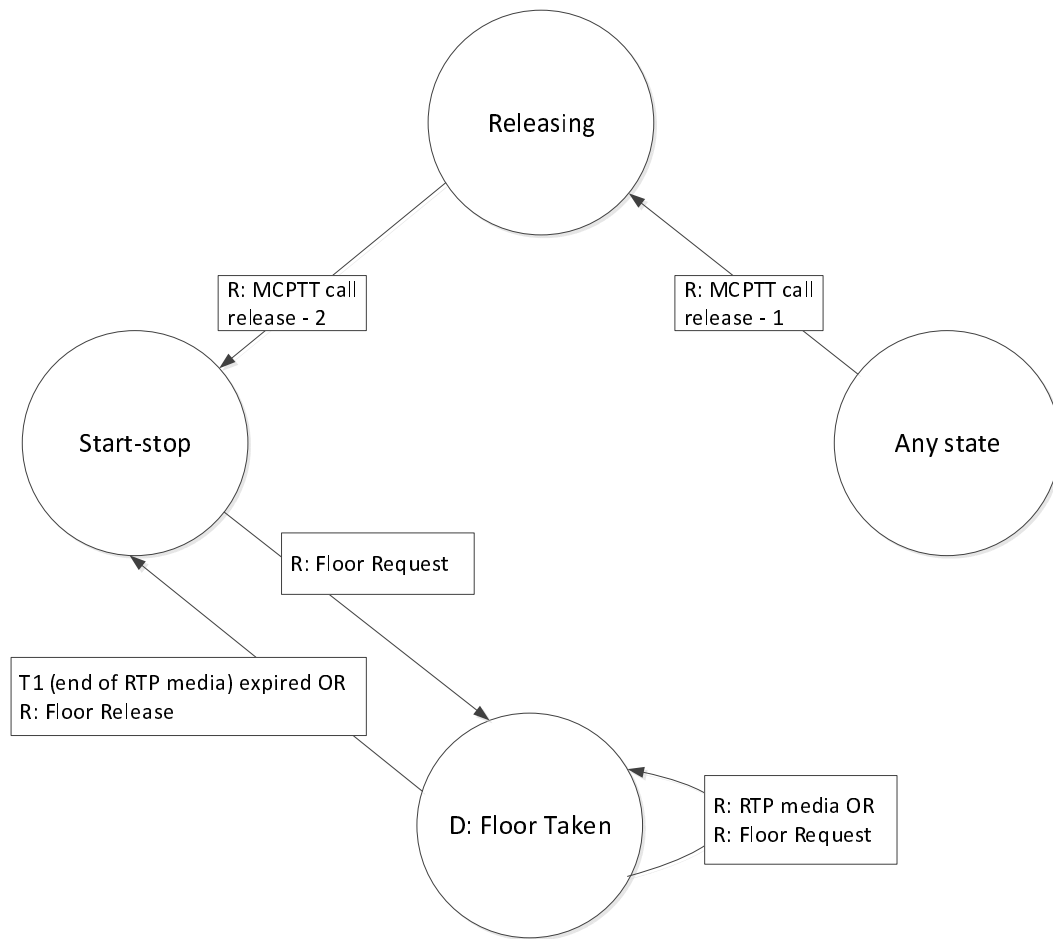 Releasing
R: MCPTT call
release - 2
R: MCPTT call
release - 1
Start-stop
Any state
R: Floor Request
T1 (end of RTP media) expired OR
R: Floor Release
D: Floor Taken
R: RTP media OR
R: Floor Request